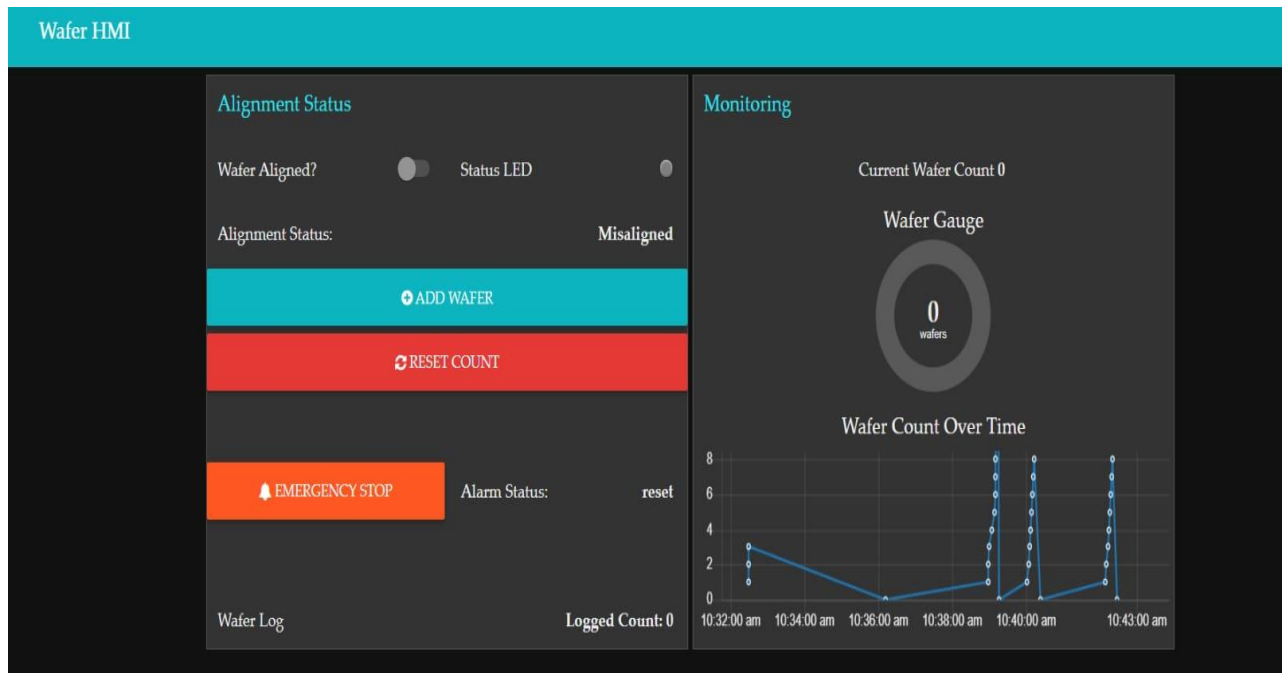 Wafer HMI
Alignment Status
Wafer Aligned?
Status LED
Alignment Status:
Misaligned
ADD WAFER
RESET COUNT
EMERGENCY STOP
Alarm Status:
reset
Wafer Log
Logged Count: 0
Monitoring
Current Wafer Count 0
Wafer Gauge
0
wafers
Wafer Count Over Time
8
6
4
2
0
10:32:00 am 10:34:00 am 10:36:00 am 10:38:00 am 10:40:00 am 10:43:00 am